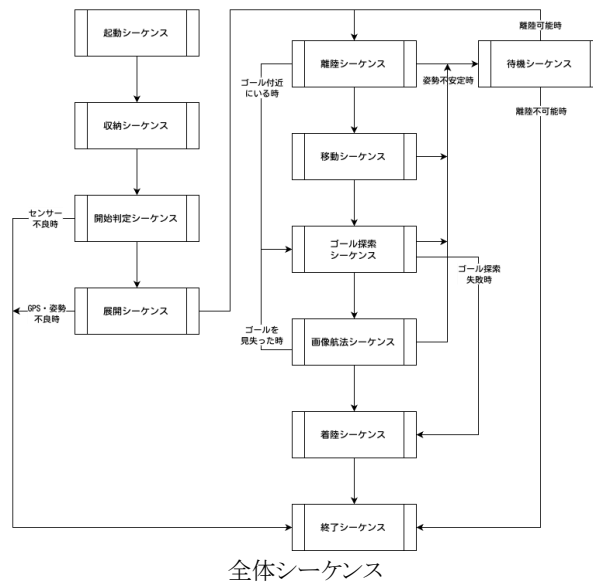 起動シーケンス
収納シーケンス
開始判定シーケンス
センサー
不良時
展開シーケンス
GPS・姿勢
不良時
離陸シーケンス
ゴール付近
にいる時
移動シーケンス
ゴール探索
シーケンス
ゴールを
見失った時
画像航法シーケンス
着陸シーケンス
終了シーケンス
離陸可能時
待機シーケンス
姿勢不安定時
離陸不可能時
ゴール探索
失敗時
全体シーケンス